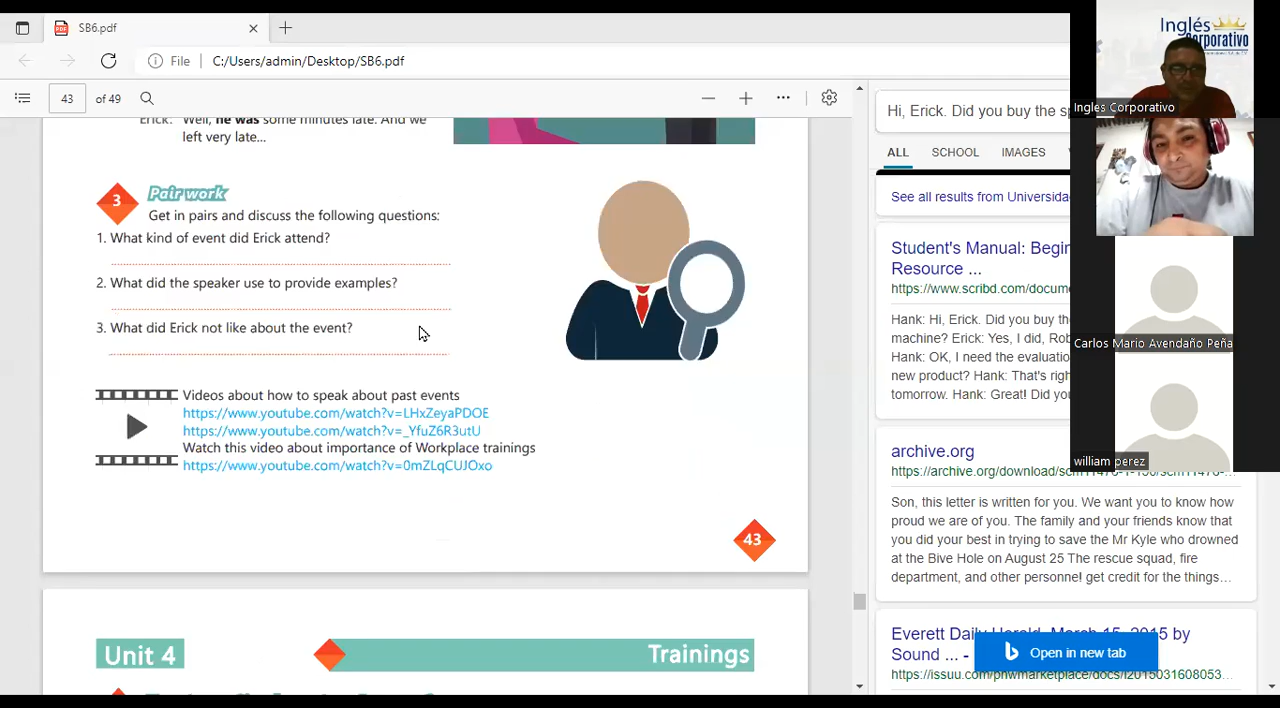 SB6.pdf
File C:/Users/admin/Desktop/SB6.pdf
43 of 49
Erick: Well, he was some minutes late. And we
left very late...
3 Pair work
Get in pairs and discuss the following questions:
1. What kind of event did Erick attend?
2. What did the speaker use to provide examples?
3. What did Erick not like about the event?
Videos about how to speak about past events
https://www.youtube.com/watch?v=LHxZeyaPDOE
https://www.youtube.com/watch?v=_YfuZ6R3utU
Watch this video about importance of Workplace trainings
https://www.youtube.com/watch?v=0mZLqCUJOxo
43
Unit 4
Trainings
Hi, Erick. Did you buy the sp
ALL SCHOOL IMAGES
See all results from Universida
Student's Manual: Begi
Resource ...
https://www.scribd.com/docume
Hank: Hi, Erick. Did you buy the
machine? Erick: Yes, I did, Rob
Hank: OK, I need the evaluation
new product? Hank: That's righ
tomorrow. Hank: Great! Did yo
archive.org
Son, this letter is written for you. We want you to know how
proud we are of you. The family and your friends know that
you did your best in trying to save the Mr Kyle who drowned
at the Bive Hole on August 25 The rescue squad, fire
department, and other personnel get credit for the things...
Everett Daily Herald, March 15, 2015 by
Sound ... -
Open in new tab
Inglés
Corporativo
Ingles Corporativo
Carlos Mario Avendaño Peña
william perez